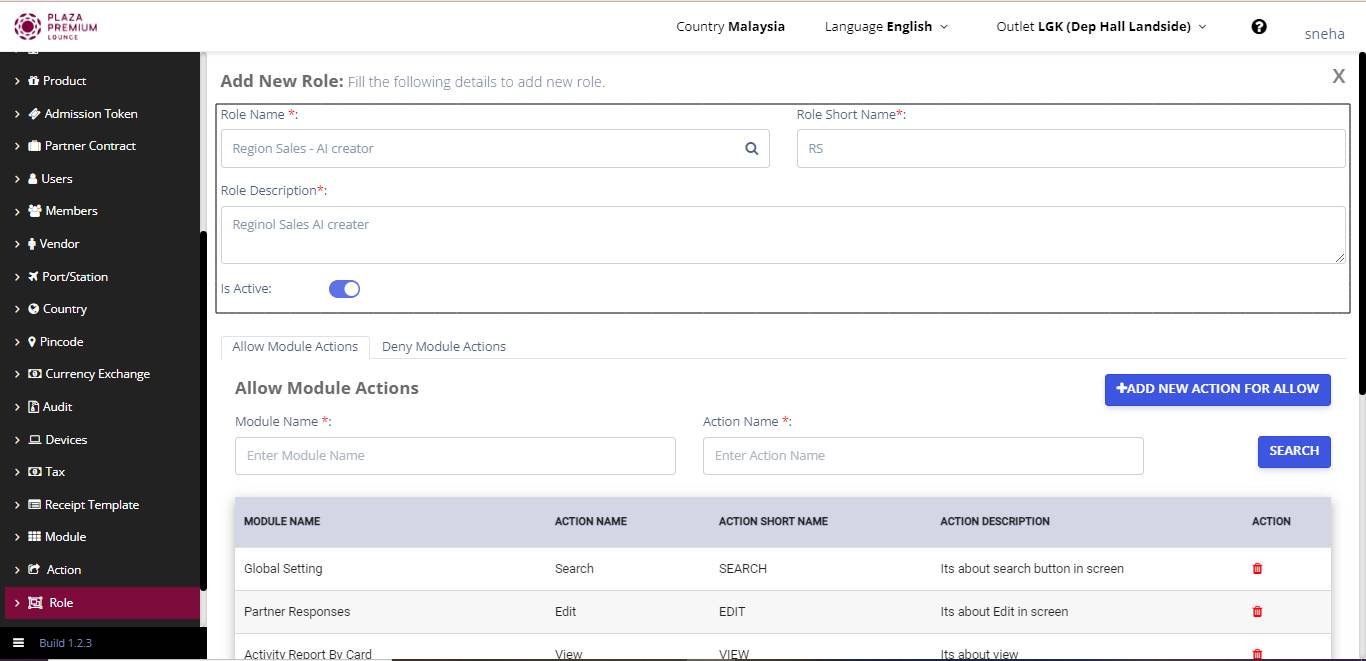 PLAZA
PREMIUM
LOUNGE
Country Malaysia
Language English
Outlet LGK (Dep Hall Landside)
?
sneha
Product
Admission Token
Partner Contract
Users
Members
Vendor
Port/Station
Country
Pincode
Currency Exchange
Audit
Devices
Tax
Receipt Template
Module
Action
Role
Build 1.2.3
Add New Role: Fill the following details to add new role.
X
Role Name *:
Role Short Name*:
Region Sales - AI creator
RS
Role Description*:
Reginol Sales AI creater
Is Active:
Allow Module Actions
Deny Module Actions
Allow Module Actions
+ADD NEW ACTION FOR ALLOW
Module Name *:
Action Name *:
Enter Module Name
Enter Action Name
SEARCH
MODULE NAME ACTION NAME ACTION SHORT NAME ACTION DESCRIPTION ACTION
Global Setting Search SEARCH Its about search button in screen
Partner Responses Edit EDIT Its about Edit in screen
Activity Report By Card View VIEW Its about view